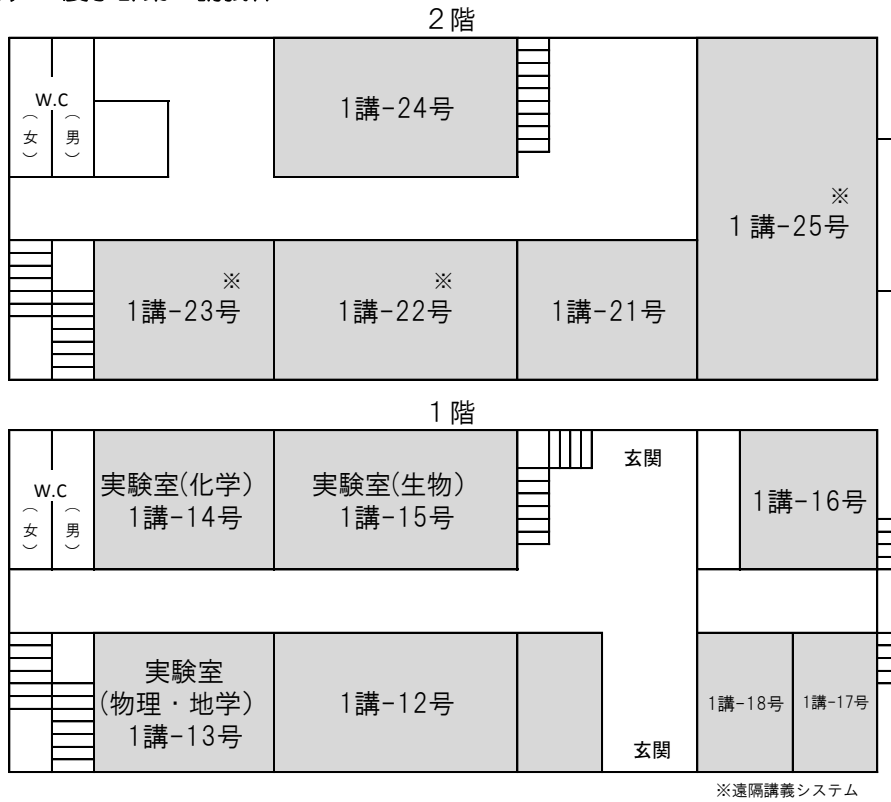 ２階
W.C
（女）
（男）
1講-24号
※
1講-25号
※
1講-23号
※
1講-22号
1講-21号
１階
W.C
（女）
（男）
実験室(化学)
1講-14号
実験室(生物)
1講-15号
玄関
1講-16号
実験室
(物理・地学)
1講-13号
1講-12号
玄関
1講-18号
1講-17号
※遠隔講義システム